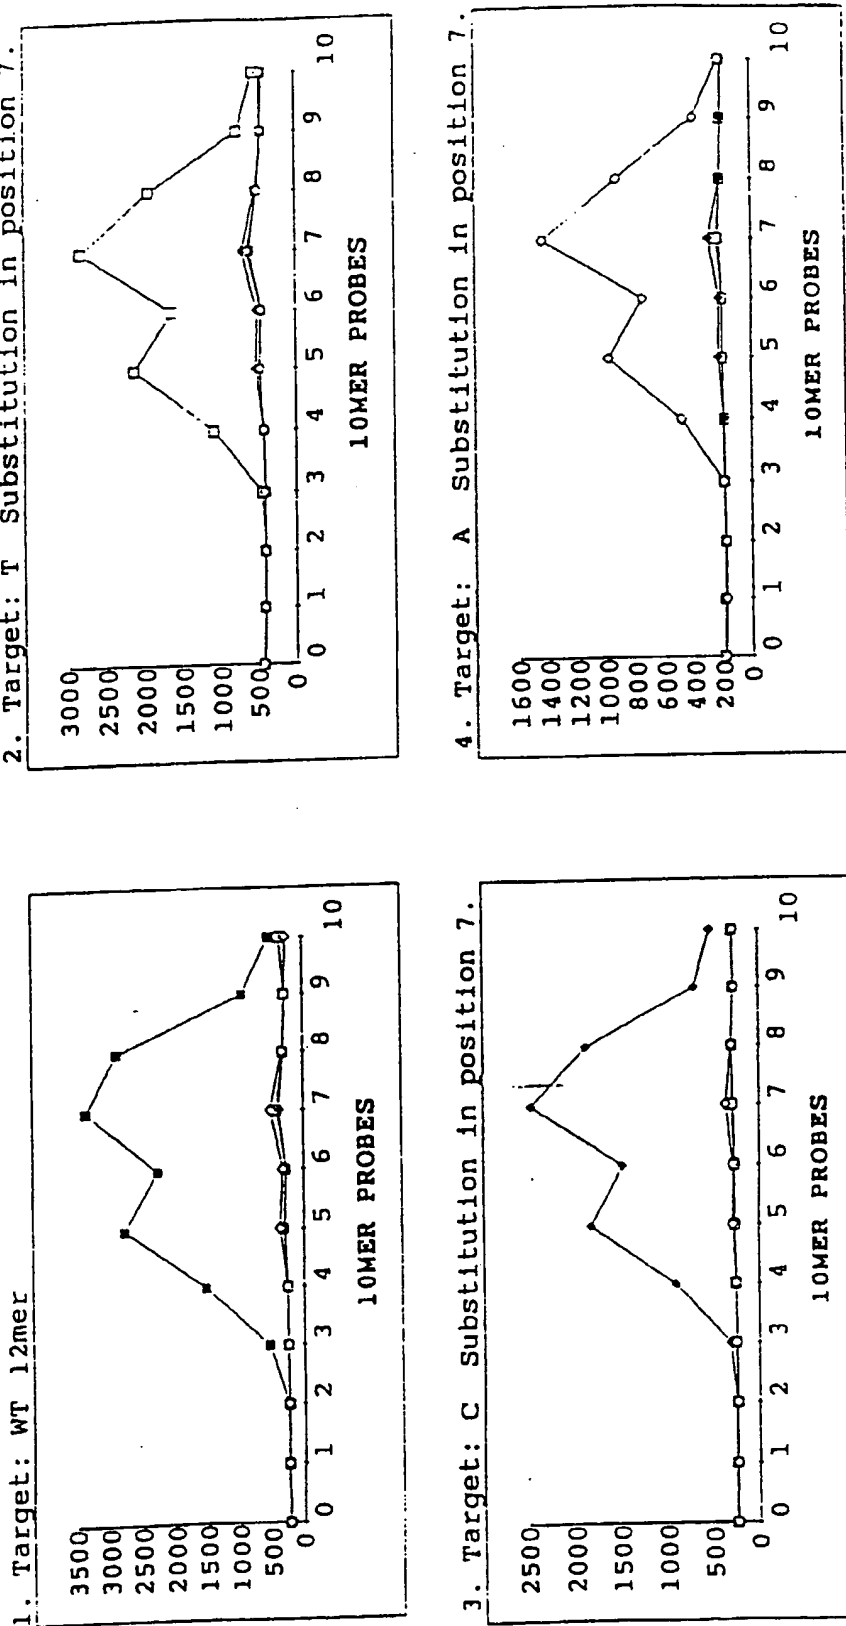 1. Target: WT 12mer
3500
3000
2500
2000
1500
1000
500
0
0 1 2 3 4 5 6 7 8 9 10
10MER PROBES
2. Target: T Substitution in position 7.
3000
2500
2000
1500
1000
500
0
0 1 2 3 4 5 6 7 8 9 10
10MER PROBES
3. Target: C Substitution in position 7.
2500
2000
1500
1000
500
0
0 1 2 3 4 5 6 7 8 9 10
10MER PROBES
4. Target: A Substitution in position 7.
1600
1400
1200
1000
800
600
400
200
0
0 1 2 3 4 5 6 7 8 9 10
10MER PROBES